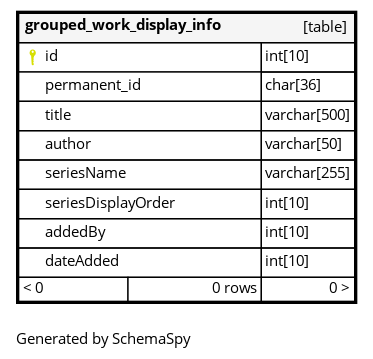 grouped_work_display_info [table]
id int[10]
permanent_id char[36]
title varchar[500]
author varchar[50]
seriesName varchar[255]
seriesDisplayOrder int[10]
addedBy int[10]
dateAdded int[10]
< 0 0 rows 0 >
Generated by SchemaSpy